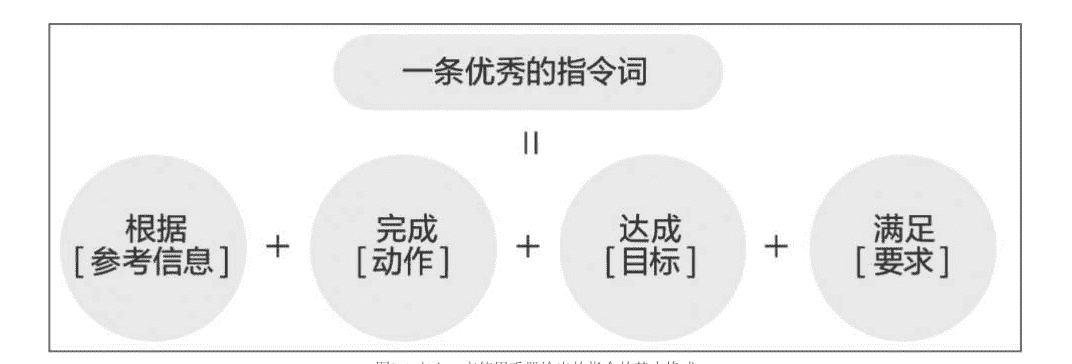 一条优秀的指令词
=
根据 + 完成 + 达成 + 满足
[参考信息] [动作] [目标] [要求]